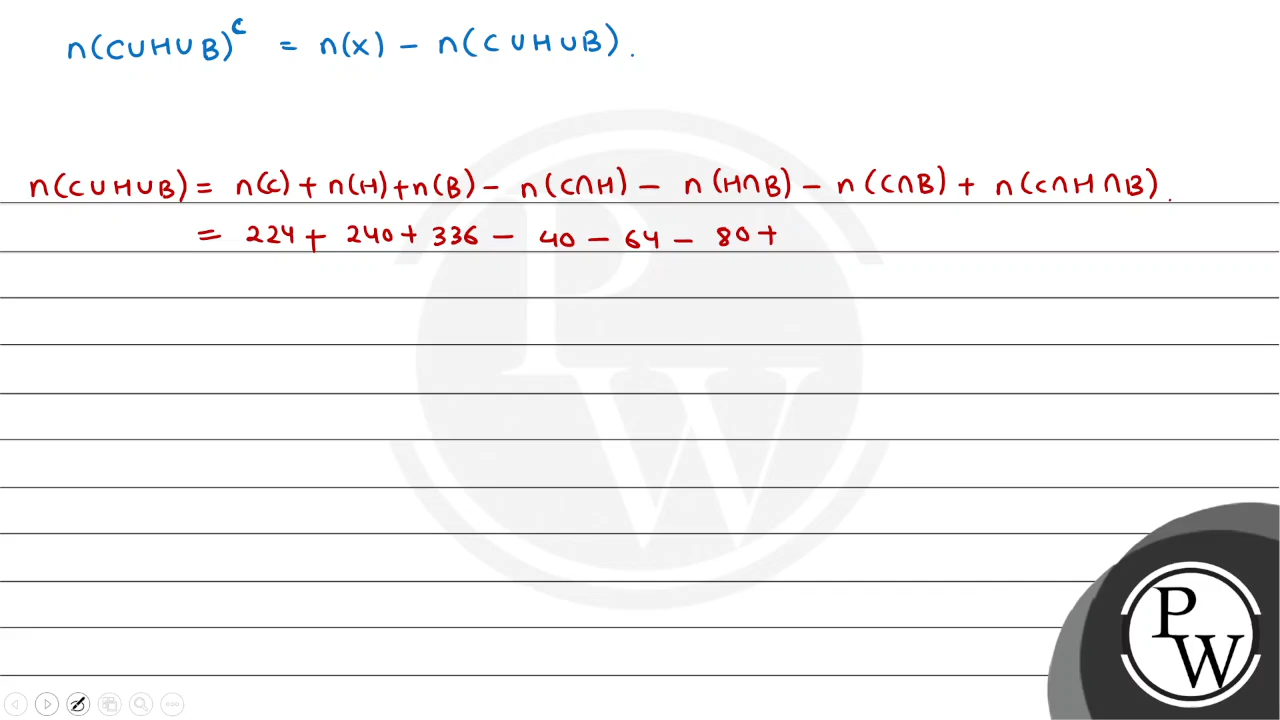 n(C∪H∪B)ᶜ = n(x) − n(C∪H∪B).
n(C∪H∪B) = n(C) + n(H) + n(B) − n(C∩H) − n(H∩B) − n(C∩B) + n(C∩H∩B).
= 224 + 240 + 336 − 40 − 64 − 80 +
P
W
P
W